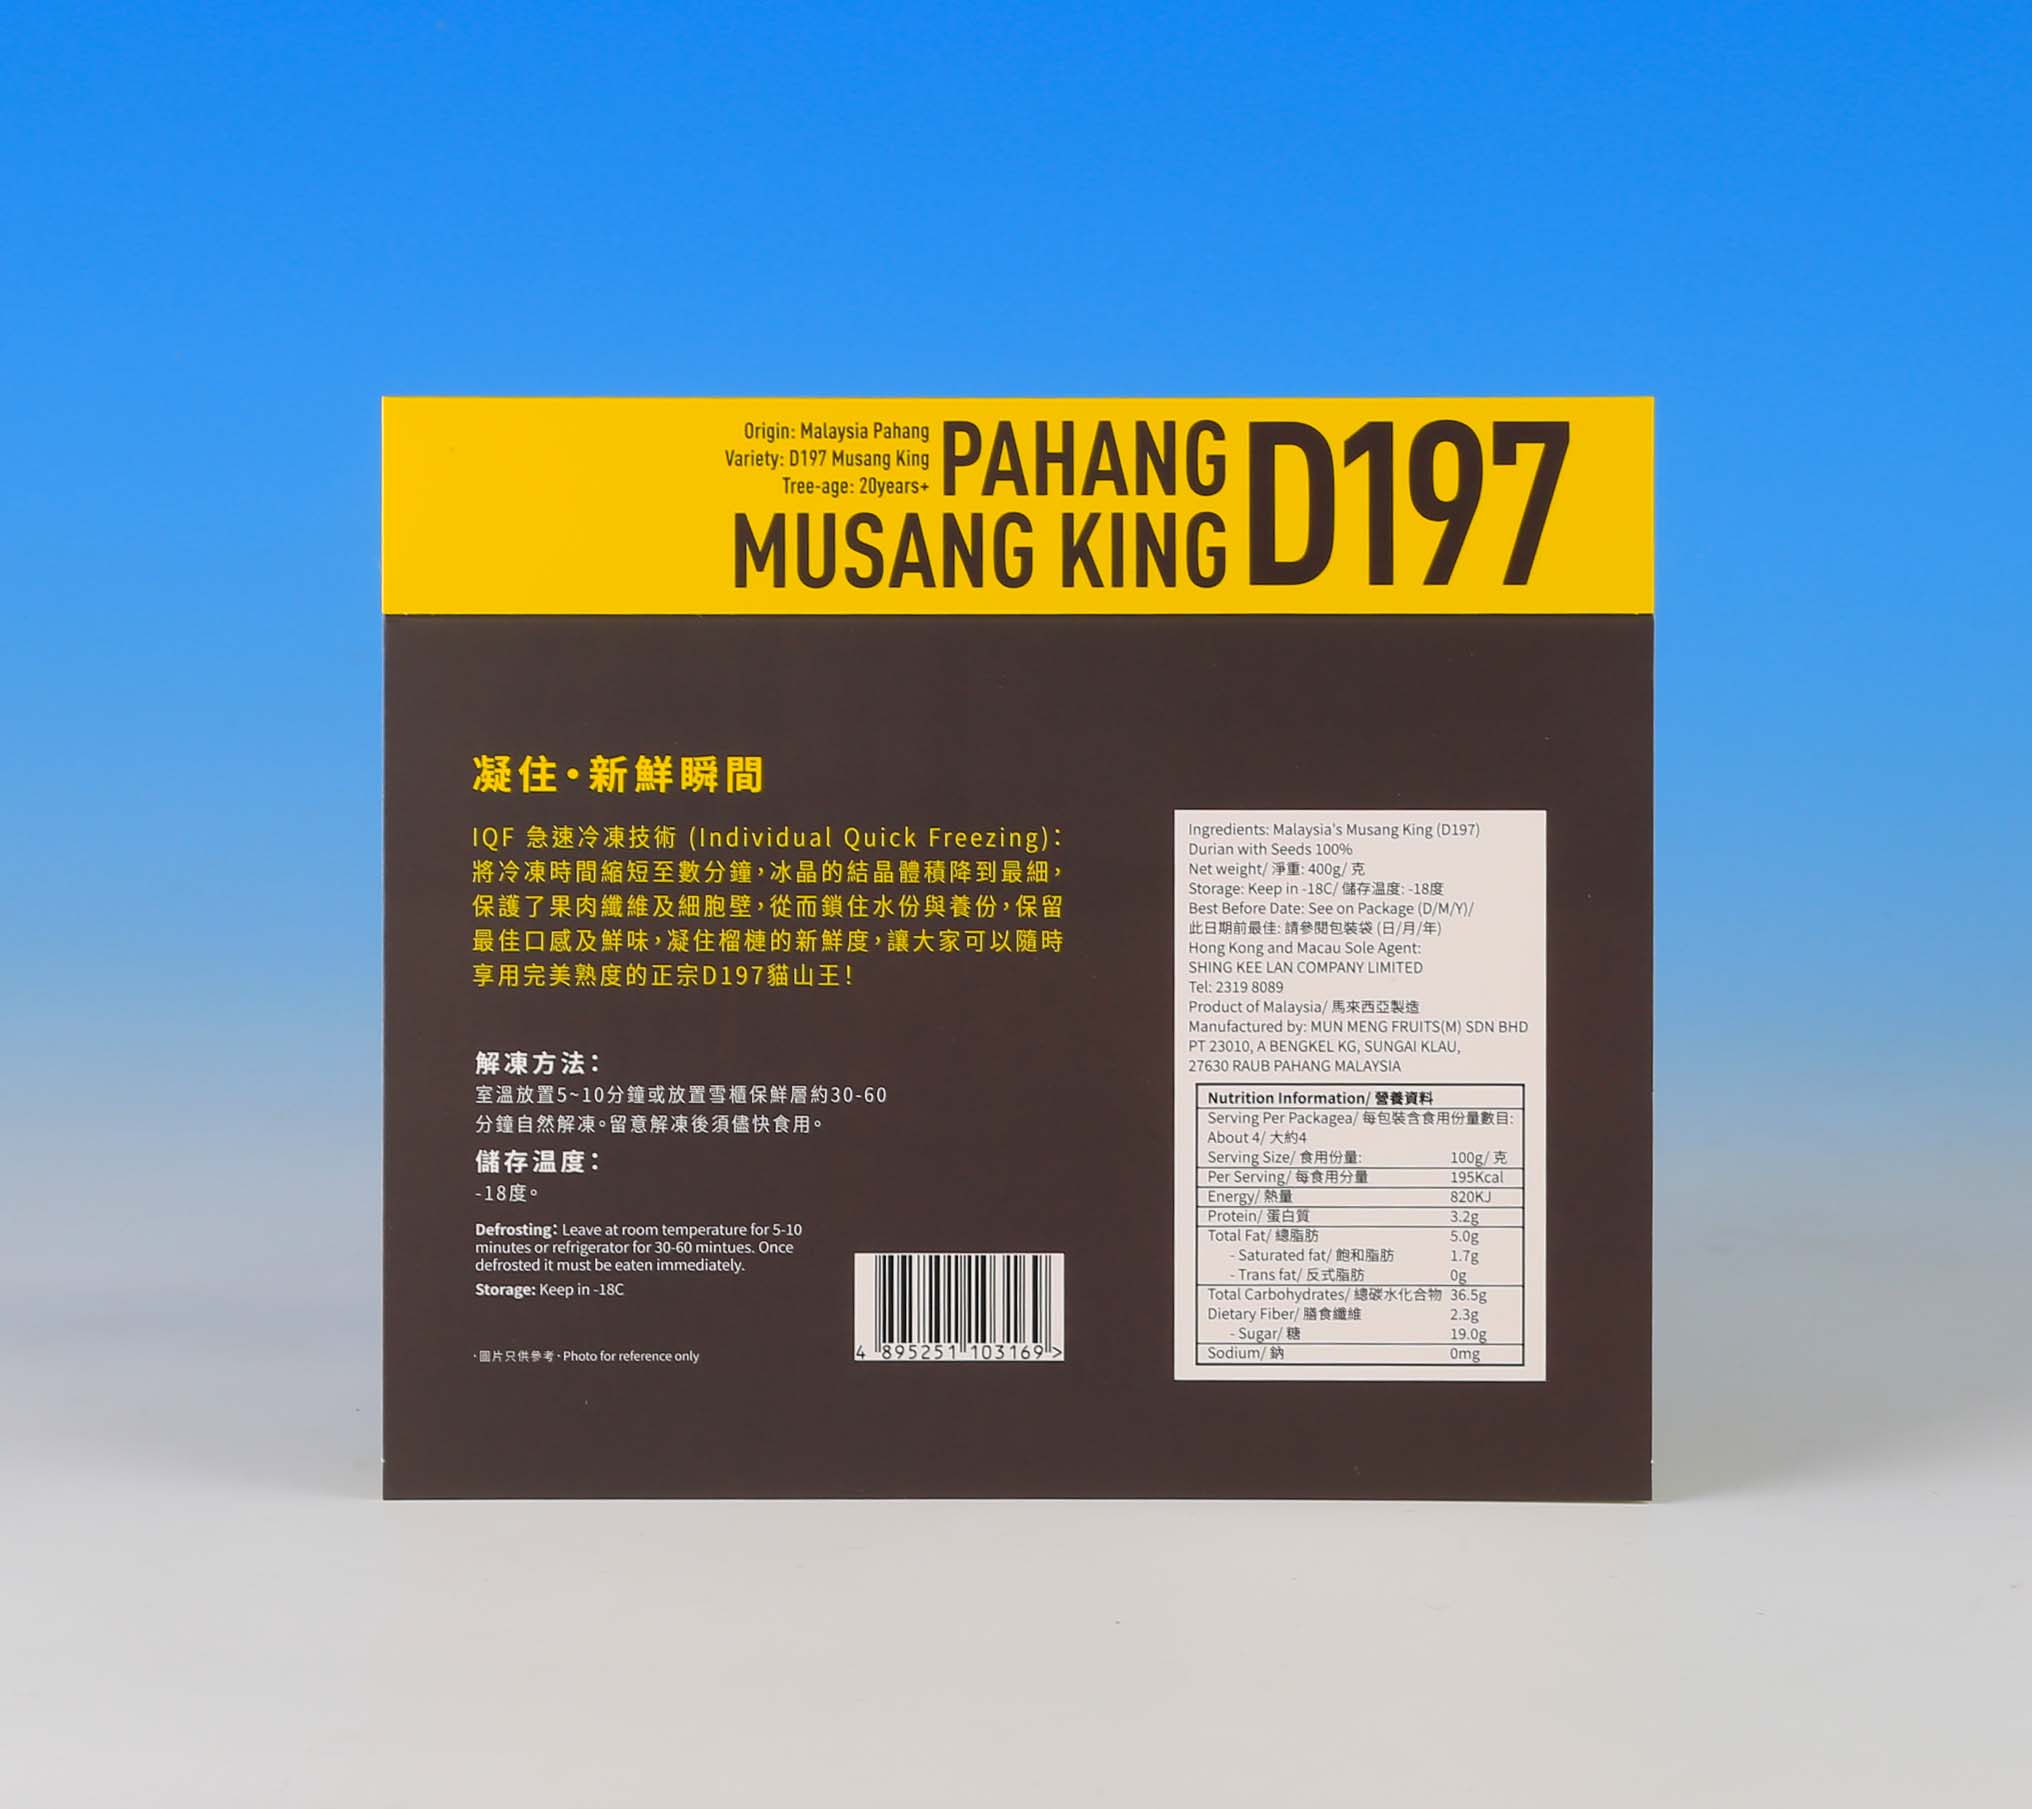 Origin: Malaysia Pahang
Variety: D197 Musang King
Tree-age: 20years+
PAHANG
MUSANG KING
D197
凝住·新鮮瞬間
IQF 急速冷凍技術 (Individual Quick Freezing):
將冷凍時間縮短至數分鐘,冰晶的結晶體積降到最細,
保護了果肉纖維及細胞壁,從而鎖住水份與養份,保留
最佳口感及鮮味,凝住榴槤的新鮮度,讓大家可以隨時
享用完美熟度的正宗D197貓山王!
解凍方法:
室溫放置5~10分鐘或放置雪櫃保鮮層約30-60
分鐘自然解凍。留意解凍後須儘快食用。
儲存溫度:
-18度。
Defrosting: Leave at room temperature for 5-10
minutes or refrigerator for 30-60 mintues. Once
defrosted it must be eaten immediately.
Storage: Keep in -18C
·圖片只供參考·Photo for reference only
4 895251 103169 >
Ingredients: Malaysia's Musang King (D197)
Durian with Seeds 100%
Net weight/ 淨重: 400g/ 克
Storage: Keep in -18C/ 儲存溫度: -18度
Best Before Date: See on Package (D/M/Y)/
此日期前最佳: 請參閱包裝袋 (日/月/年)
Hong Kong and Macau Sole Agent:
SHING KEE LAN COMPANY LIMITED
Tel: 2319 8089
Product of Malaysia/ 馬來西亞製造
Manufactured by: MUN MENG FRUITS(M) SDN BHD
PT 23010, A BENGKEL KG, SUNGAI KLAU,
27630 RAUB PAHANG MALAYSIA
Nutrition Information/ 營養資料
Serving Per Packagea/ 每包裝含食用份量數目:
About 4/ 大約4
Serving Size/ 食用份量: 100g/ 克
Per Serving/ 每食用分量 195Kcal
Energy/ 熱量 820KJ
Protein/ 蛋白質 3.2g
Total Fat/ 總脂肪 5.0g
- Saturated fat/ 飽和脂肪 1.7g
- Trans fat/ 反式脂肪 0g
Total Carbohydrates/ 總碳水化合物 36.5g
Dietary Fiber/ 膳食纖維 2.3g
- Sugar/ 糖 19.0g
Sodium/ 鈉 0mg